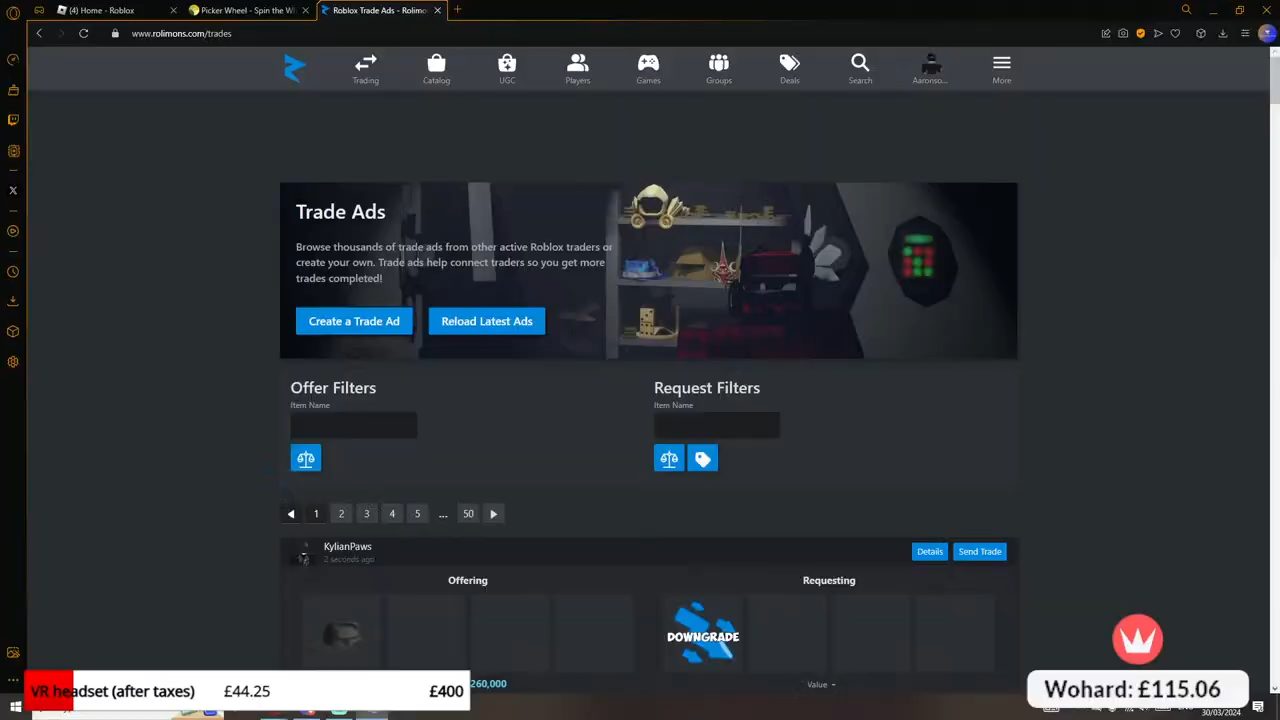 (4) Home - Roblox
Picker Wheel - Spin the W
Roblox Trade Ads - Rolimo
www.rolimons.com/trades
Trading
Catalog
UGC
Players
Games
Groups
Deals
Search
Aaronso...
More
Trade Ads
Browse thousands of trade ads from other active Roblox traders or
create your own. Trade ads help connect traders so you get more
trades completed!
Create a Trade Ad
Reload Latest Ads
Offer Filters
Request Filters
Item Name
Item Name
1 2 3 4 5 ... 50
KylianPaws
2 seconds ago
Details
Send Trade
Offering
Requesting
DOWNGRADE
260,000
Value -
VR headset (after taxes) £44.25 £400
Wohard: £115.06
30/03/2024